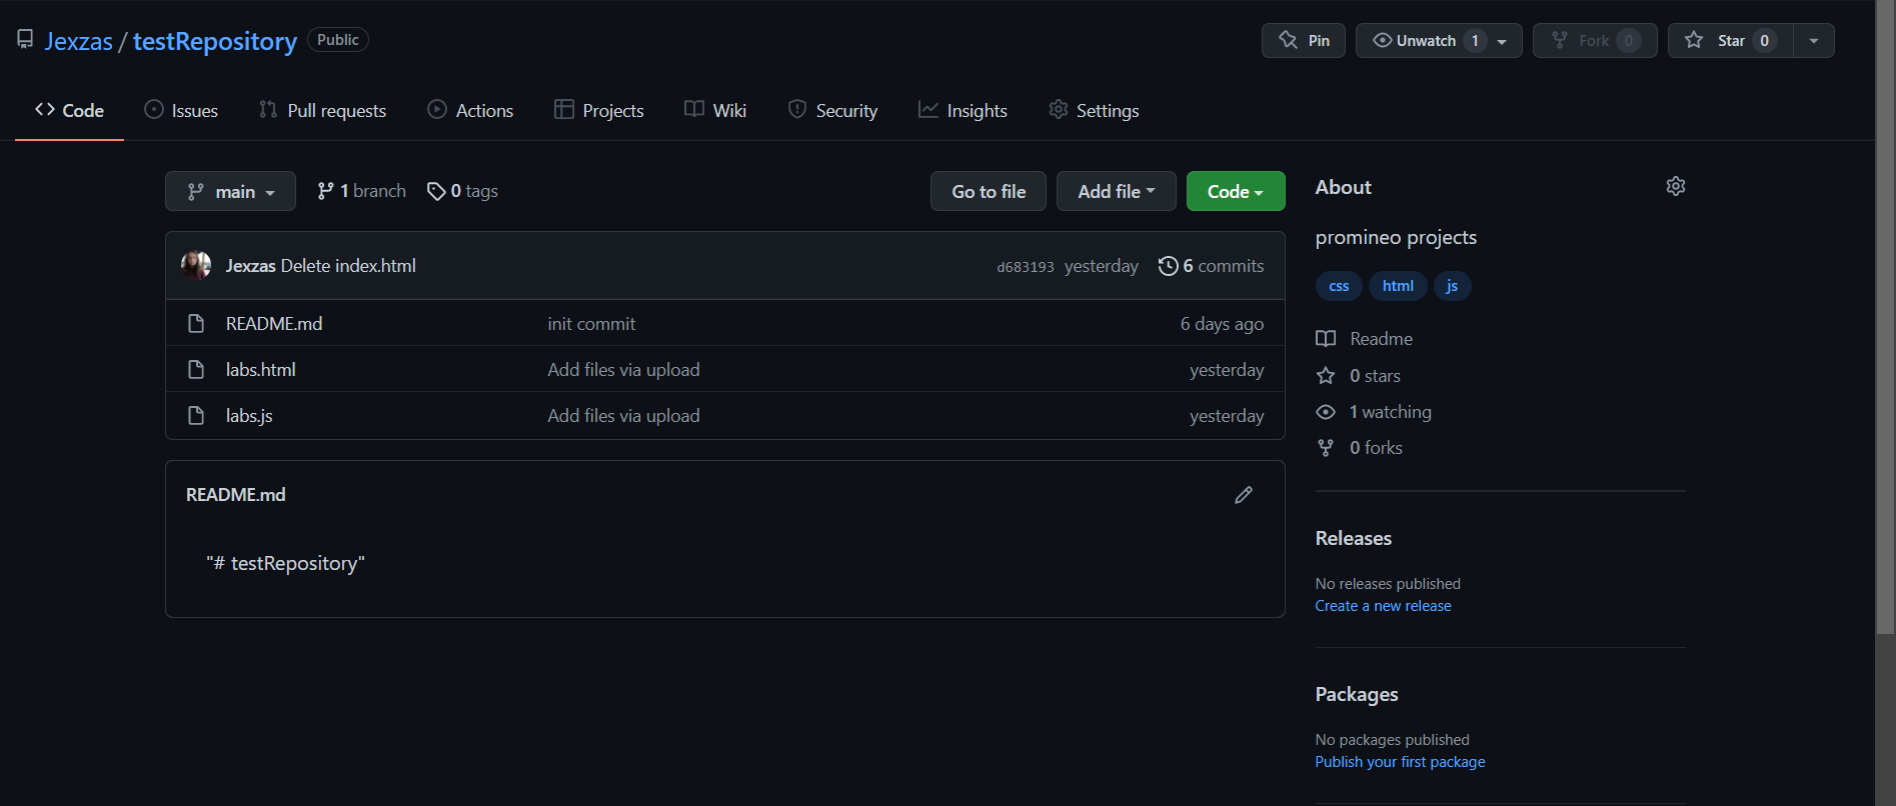 Jexzas / testRepository Public
Pin
Unwatch 1
Fork 0
Star 0
Code
Issues
Pull requests
Actions
Projects
Wiki
Security
Insights
Settings
main
1 branch
0 tags
Go to file
Add file
Code
Jexzas Delete index.html
d683193 yesterday
6 commits
README.md init commit 6 days ago
labs.html Add files via upload yesterday
labs.js Add files via upload yesterday
README.md
"# testRepository"
About
promineo projects
css html js
Readme
0 stars
1 watching
0 forks
Releases
No releases published
Create a new release
Packages
No packages published
Publish your first package